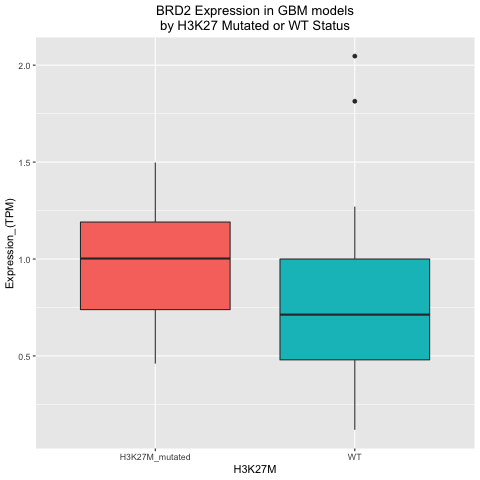 BRD2 Expression in GBM models
by H3K27 Mutated or WT Status
Expression_(TPM)
2.0
1.5
1.0
0.5
H3K27M_mutated
WT
H3K27M